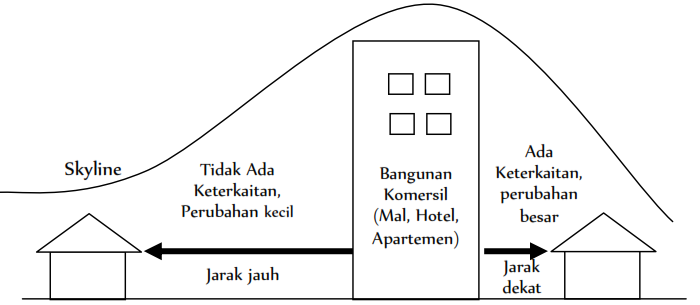 Skyline
Tidak Ada
Keterkaitan,
Perubahan kecil
Jarak jauh
Bangunan
Komersil
(Mal, Hotel,
Apartemen)
Ada
Keterkaitan,
perubahan
besar
Jarak
dekat